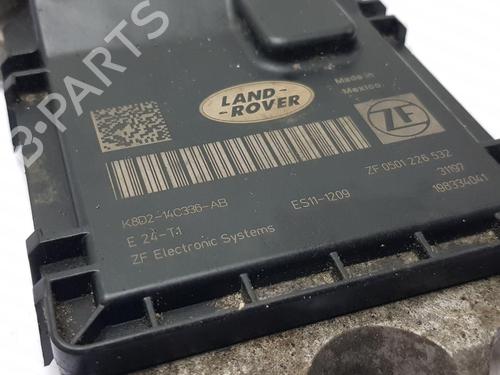 B-PARTS
LAND-
ROVER
Made in
Mexico
ZF
K8D2-14C336-AB
ES11-1209
ZF 0501 226 532
E 24-T.1
31197
ZF Electronic Systems
198334041